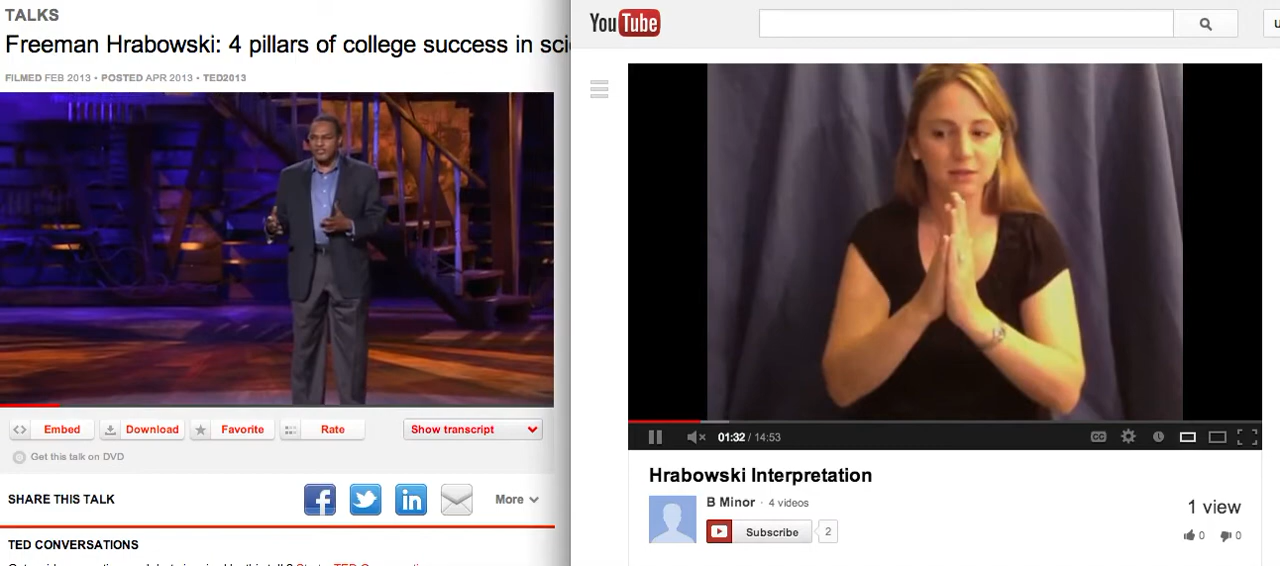 TALKS
Freeman Hrabowski: 4 pillars of college success in sci
FILMED FEB 2013 • POSTED APR 2013 • TED2013
Embed
Download
Favorite
Rate
Show transcript
Get this talk on DVD
SHARE THIS TALK
More
TED CONVERSATIONS
YouTube
CC
01:32 / 14:53
Hrabowski Interpretation
B Minor · 4 videos
Subscribe 2
1 view
0 0